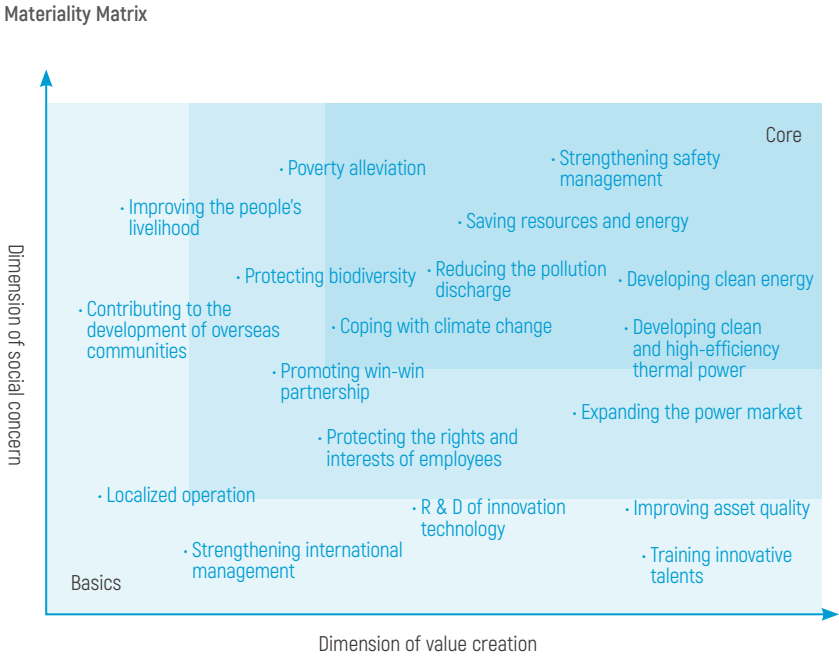 Materiality Matrix
Core
· Strengthening safety
management
· Poverty alleviation
· Improving the people's
livelihood
· Saving resources and energy
· Protecting biodiversity
· Reducing the pollution
discharge
· Developing clean energy
· Contributing to the
development of overseas
communities
· Coping with climate change
· Developing clean
and high-efficiency
thermal power
· Promoting win-win
partnership
· Expanding the power market
· Protecting the rights and
interests of employees
· Localized operation
· R & D of innovation
technology
· Improving asset quality
· Strengthening international
management
· Training innovative
talents
Basics
Dimension of social concern
Dimension of value creation